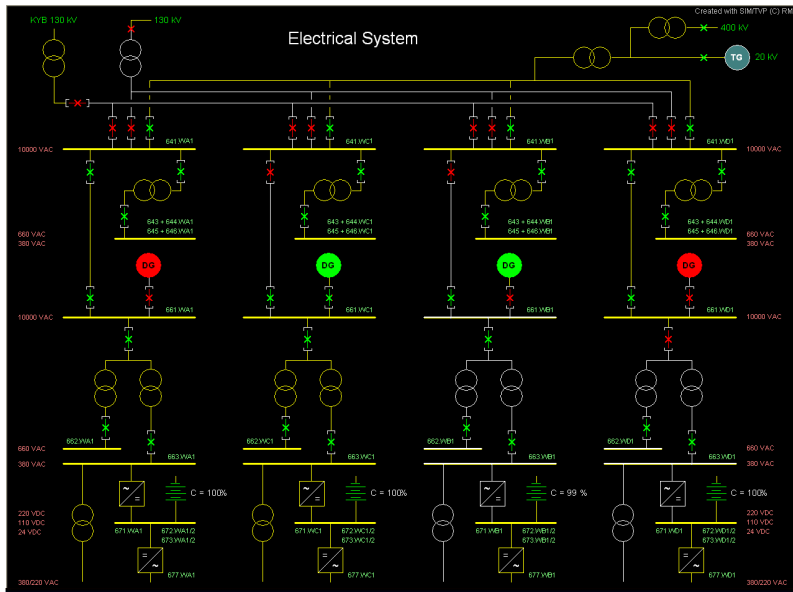 Created with SIM/TVP (C) RM
KYB 130 kV
130 kV
Electrical System
400 kV
TG
20 kV
641.WA1
641.WC1
641.WB1
641.WD1
10000 VAC
10000 VAC
643 + 644.WA1
643 + 644.WC1
643 + 644.WB1
643 + 644.WD1
645 + 646.WA1
645 + 646.WC1
645 + 646.WB1
645 + 646.WD1
660 VAC
660 VAC
380 VAC
380 VAC
DG
DG
DG
DG
661.WA1
661.WC1
661.WB1
661.WD1
10000 VAC
10000 VAC
662.WA1
662.WC1
662.WB1
662.WD1
660 VAC
660 VAC
663.WA1
663.WC1
663.WB1
663.WD1
380 VAC
380 VAC
C = 100%
C = 100%
C = 99 %
C = 100%
220 VDC
220 VDC
110 VDC
110 VDC
24 VDC
24 VDC
671.WA1
672.WA1/2
671.WC1
672.WC1/2
671.WB1
672.WB1/2
671.WD1
672.WD1/2
673.WA1/2
673.WC1/2
673.WB1/2
673.WD1/2
677.WA1
677.WC1
677.WB1
677.WD1
380/220 VAC
380/220 VAC